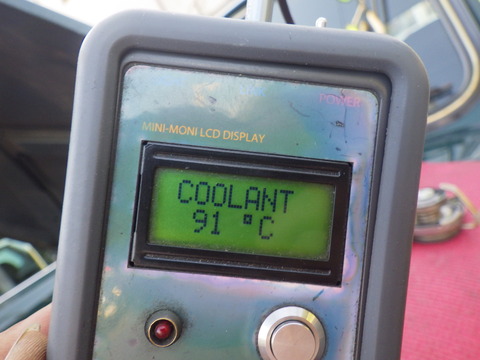 POWER
MINI-MONI LCD DISPLAY
COOLANT
91 °C